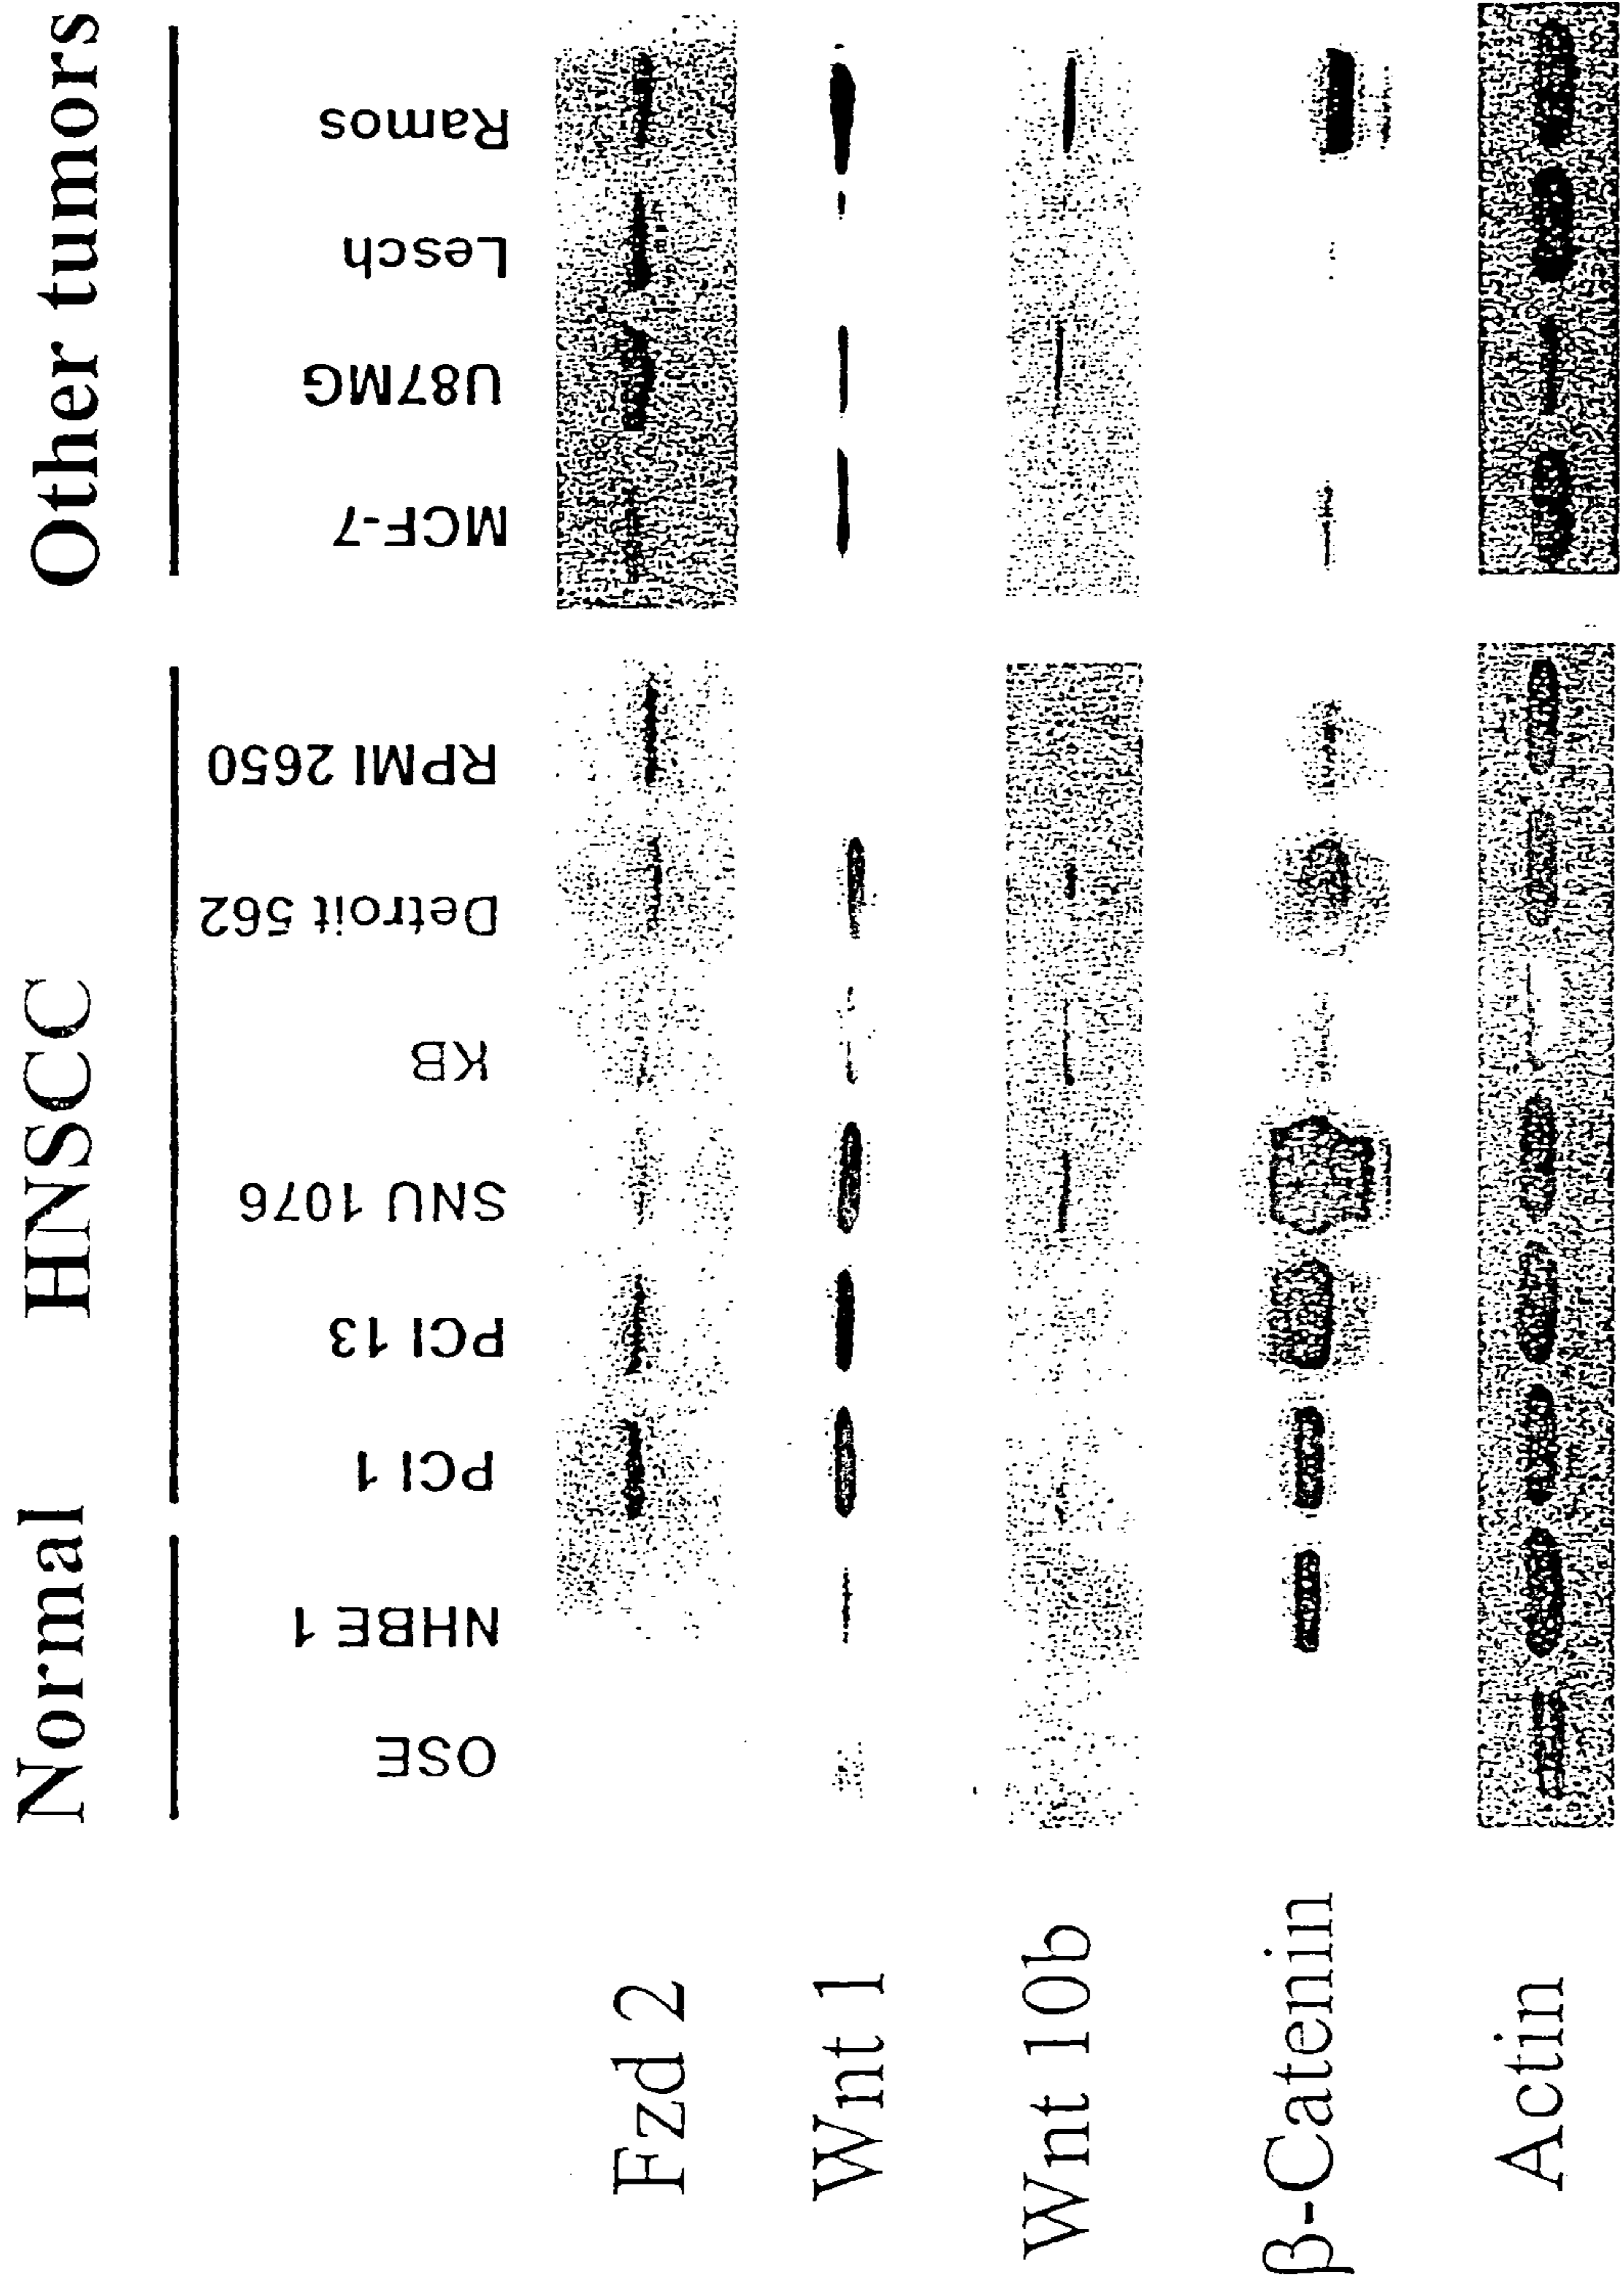 Normal HNSCC Other tumors
OSE
NHBE 1
PCI 1
PCI 13
SNU 1076
KB
Detroit 562
RPMI 2650
MCF-7
U87MG
Lesch
Ramos
Fzd 2
Wnt 1
Wnt 10b
β-Catenin
Actin